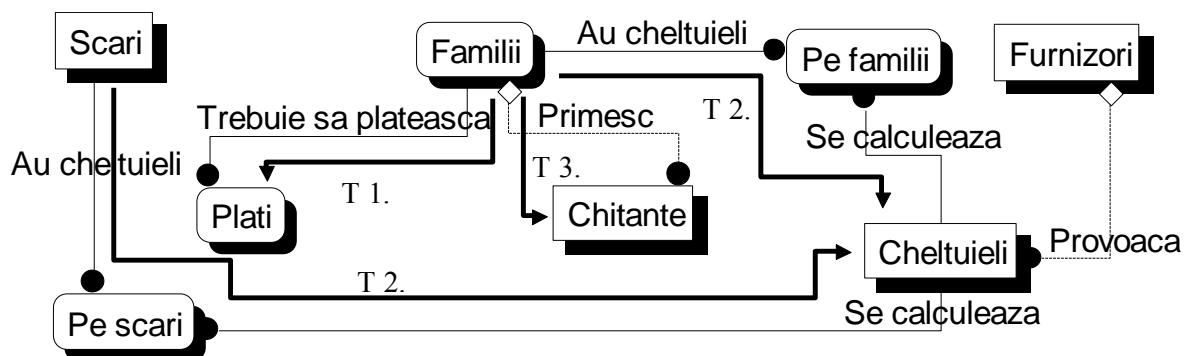 Scari
Familii
Au cheltuieli
Pe familii
Furnizori
Trebuie sa plateasca
Primesc
T 2.
Se calculeaza
Au cheltuieli
T 1.
T 3.
Plati
Chitante
Cheltuieli
Provoaca
T 2.
Se calculeaza
Pe scari